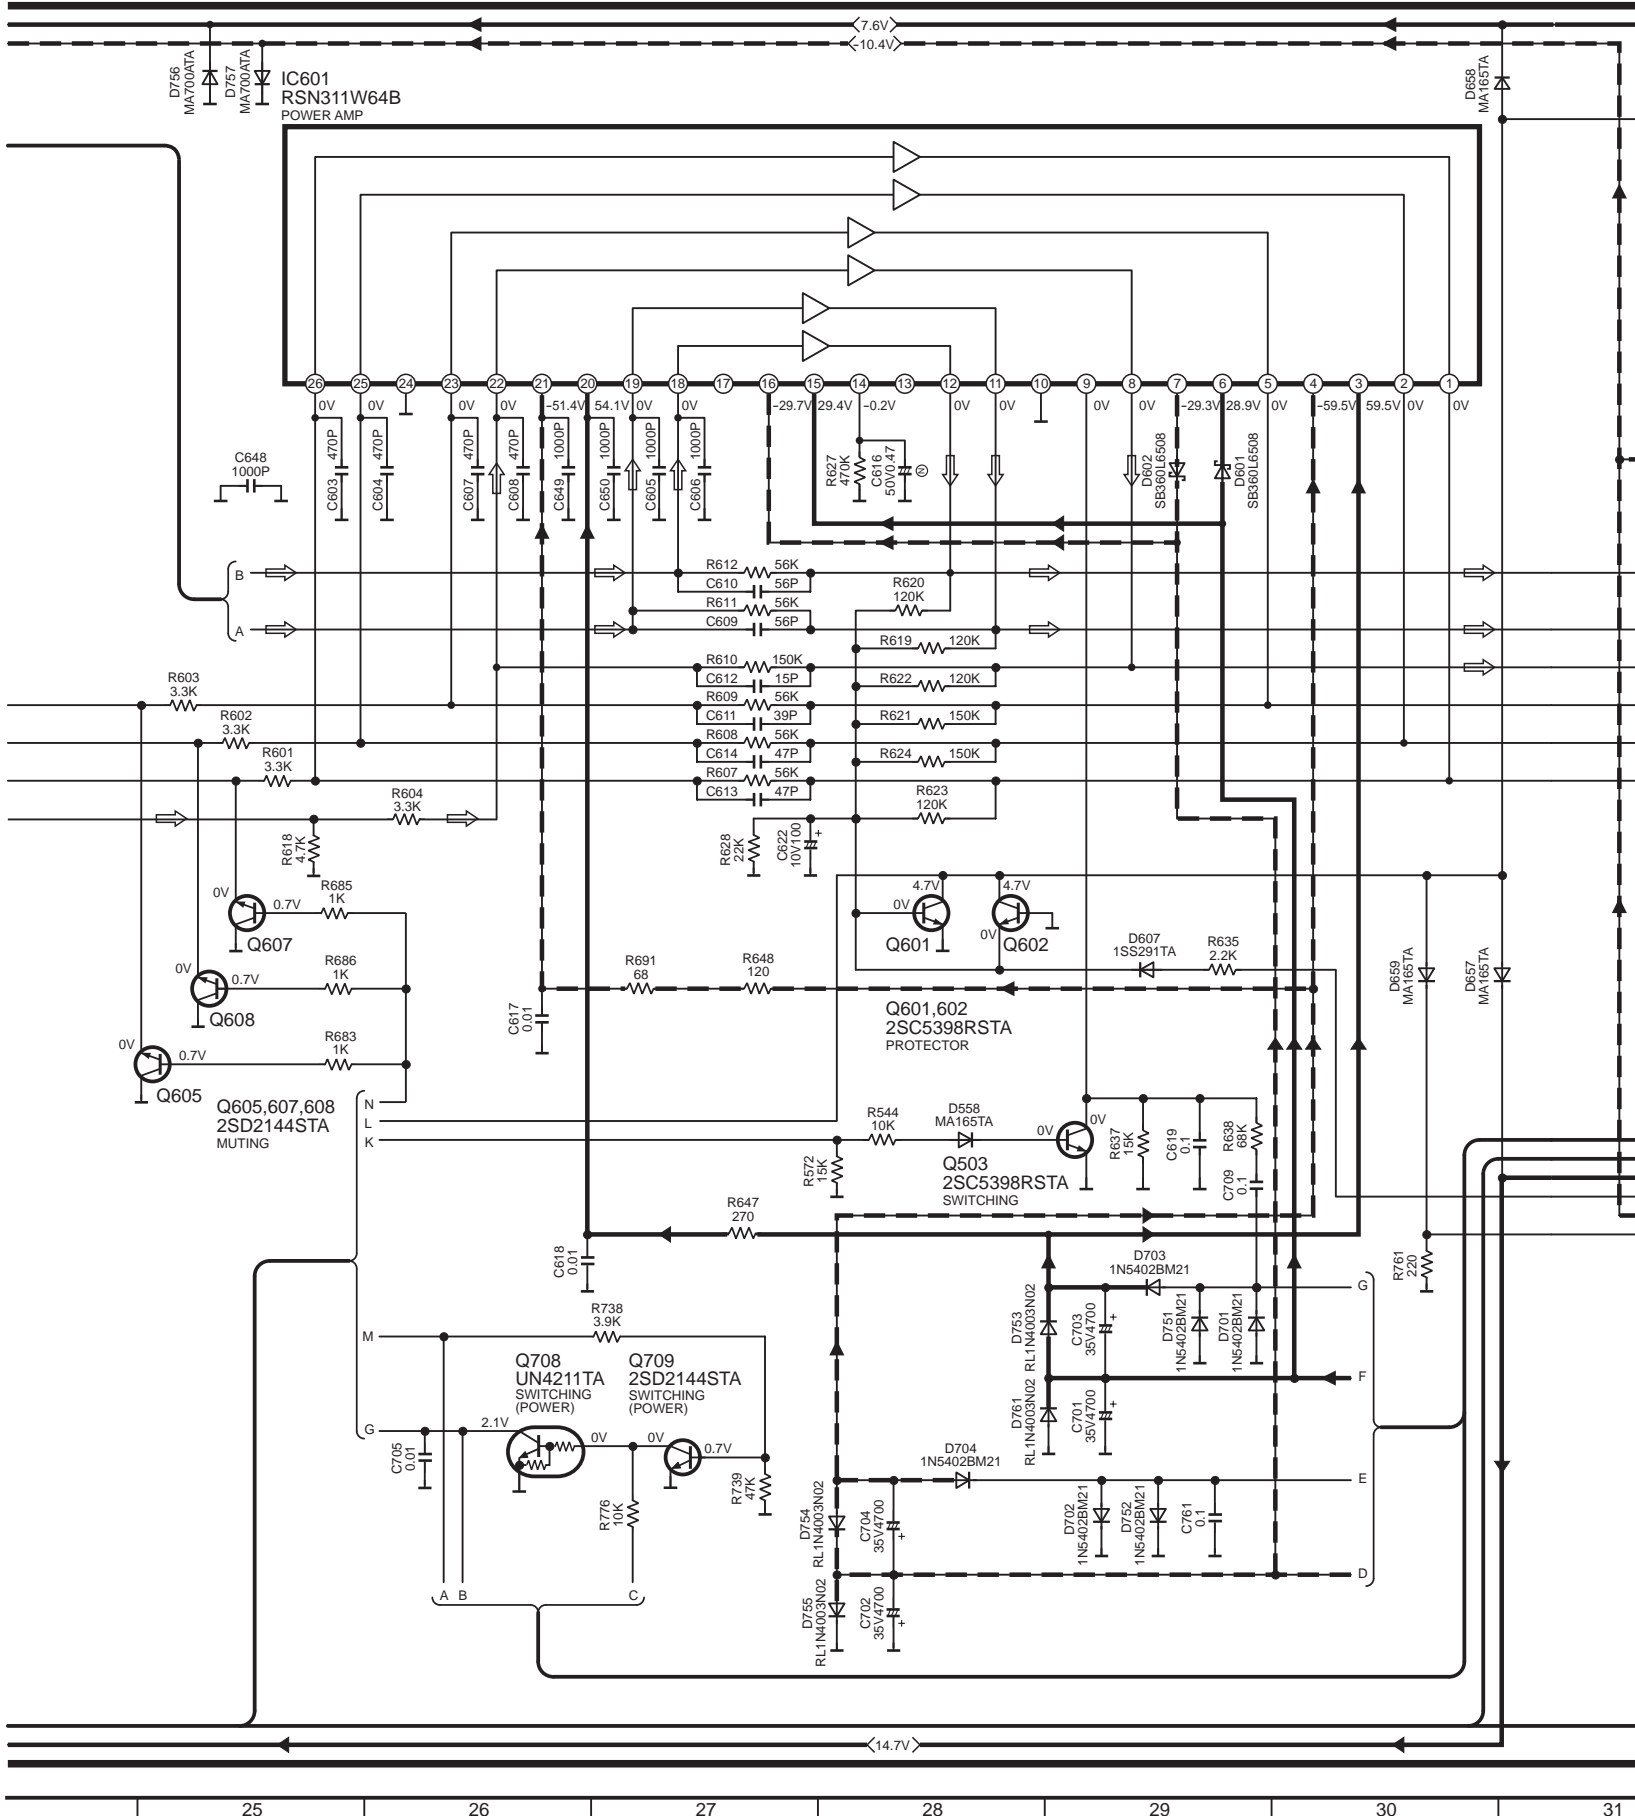 7.6V
-10.4V
D756
MA700ATA
D757
MA700ATA
IC601
RSN311W64B
POWER AMP
D658
MA165TA
26
25
24
23
22
21
20
19
18
17
16
15
14
13
12
11
10
9
8
7
6
5
4
3
2
1
0V
0V
0V
0V
-51.4V
54.1V
0V
0V
-29.7V
29.4V
-0.2V
0V
0V
0V
0V
-29.3V
28.9V
0V
-59.5V
59.5V
0V
0V
C648
1000P
470P
C603
470P
C604
470P
C607
470P
C608
1000P
C649
1000P
C650
1000P
C605
1000P
C606
R627
470K
C616
50V0.47
N
D602
SB360L6508
D601
SB360L6508
B
A
R612
56K
C610
56P
R611
56K
C609
56P
R610
150K
C612
15P
R609
56K
C611
39P
R608
56K
C614
47P
R607
56K
C613
47P
R620
120K
R619
120K
R622
120K
R621
150K
R624
150K
R623
120K
R603
3.3K
R602
3.3K
R601
3.3K
R604
3.3K
R618
4.7K
R628
22K
C622
10V100
+
0V
0.7V
R685
1K
Q607
0V
0.7V
R686
1K
Q608
0V
0.7V
R683
1K
Q605
Q605,607,608
2SD2144STA
MUTING
4.7V
0V
Q601
4.7V
0V
Q602
D607
1SS291TA
R635
2.2K
D659
MA165TA
D657
MA165TA
R691
68
R648
120
C617
0.01
Q601,602
2SC5398RSTA
PROTECTOR
N
L
K
R544
10K
D558
MA165TA
0V
0V
R572
15K
Q503
2SC5398RSTA
SWITCHING
R637
15K
C619
0.1
R638
68K
C709
0.1
R647
270
C618
0.01
D703
1N5402BM21
R761
220
G
M
R738
3.9K
D753
RL1N4003N02
C703
35V4700
+
D751
1N5402BM21
D701
1N5402BM21
Q708
UN4211TA
SWITCHING
(POWER)
Q709
2SD2144STA
SWITCHING
(POWER)
F
D761
RL1N4003N02
C701
35V4700
+
G
2.1V
0V
0V
0.7V
C705
0.01
R776
10K
R739
47K
D704
1N5402BM21
E
D754
RL1N4003N02
C704
35V4700
+
D702
1N5402BM21
D752
1N5402BM21
C761
0.1
D
A
B
C
D755
RL1N4003N02
C702
35V4700
+
14.7V
25
26
27
28
29
30
31